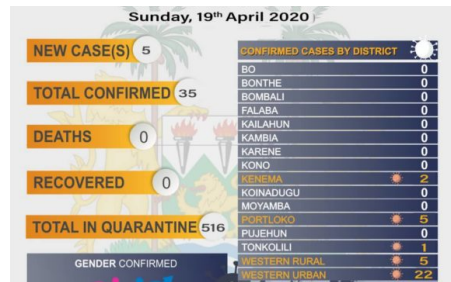 Sunday, 19th April 2020
NEW CASE(S) 5
TOTAL CONFIRMED 35
DEATHS 0
RECOVERED 0
TOTAL IN QUARANTINE 516
GENDER CONFIRMED
CONFIRMED CASES BY DISTRICT
BO 0
BONTHE 0
BOMBALI 0
FALABA 0
KAILAHUN 0
KAMBIA 0
KARENE 0
KONO 0
KENEMA 2
KOINADUGU 0
MOYAMBA 0
PORTLOKO 5
PUJEHUN 0
TONKOLILI 1
WESTERN RURAL 5
WESTERN URBAN 22